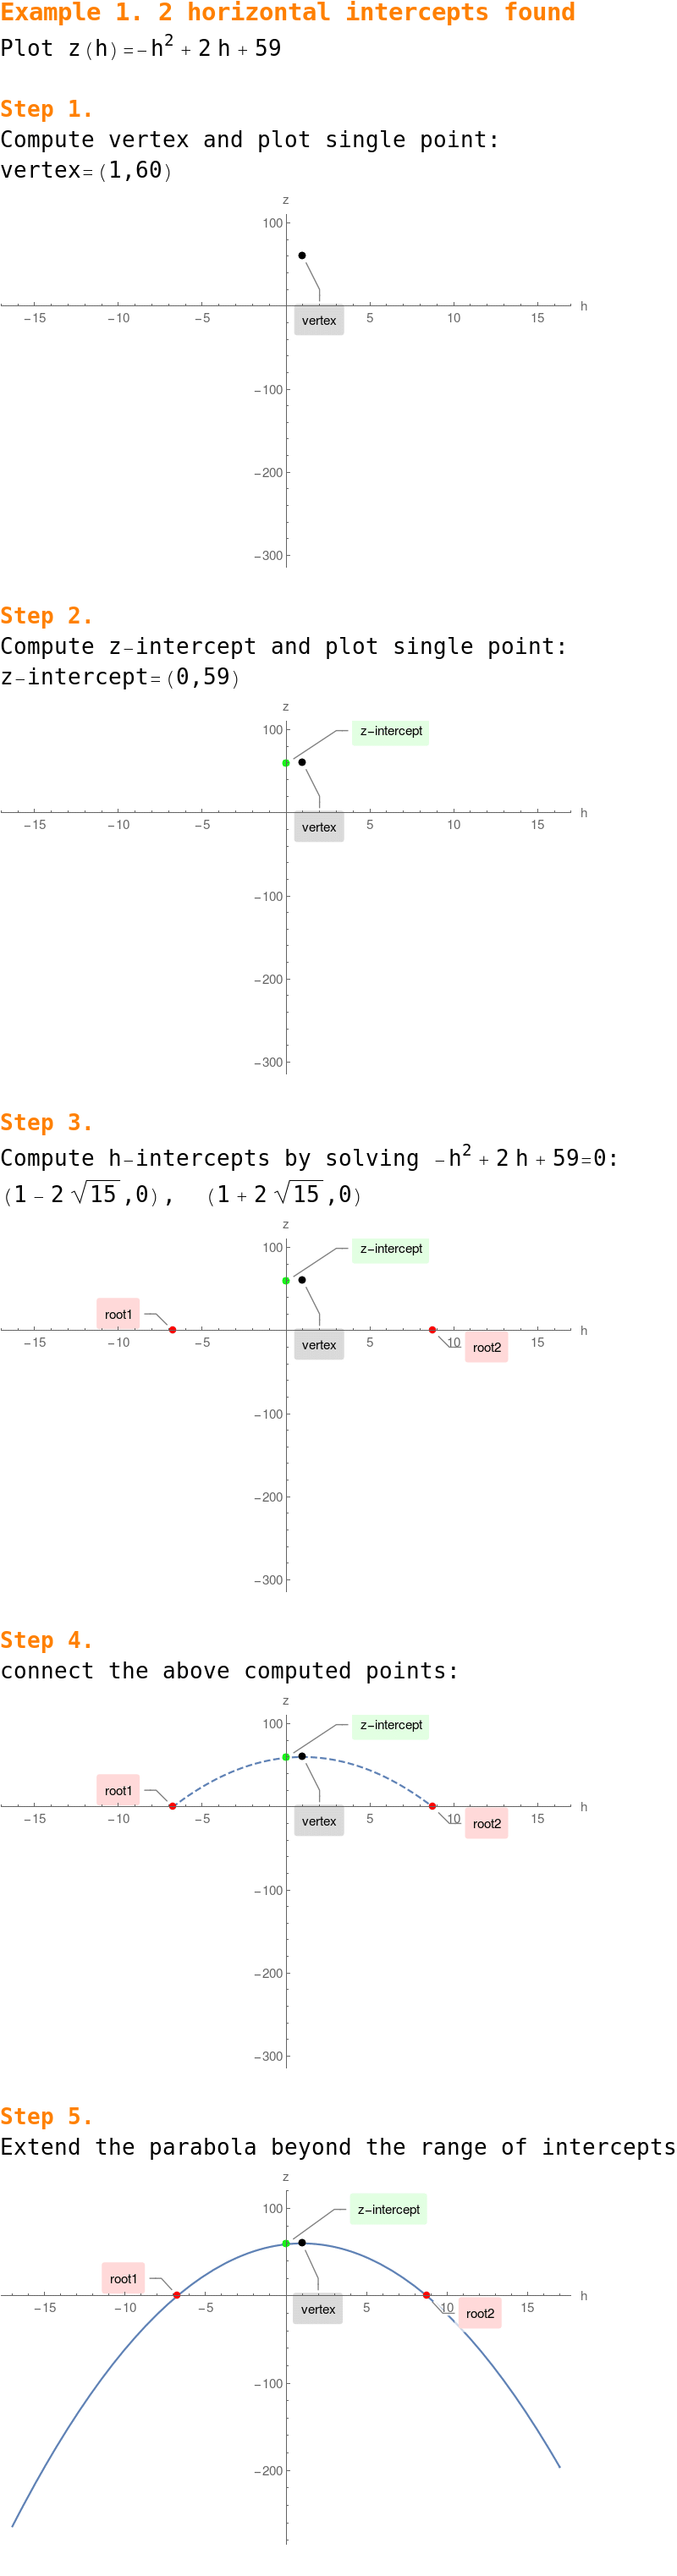 Example 1. 2 horizontal intercepts found
Plot z(h)=-h² + 2 h + 59
Step 1.
Compute vertex and plot single point:
vertex=(1,60)
z
100
h
-15 -10 -5 5 10 15
vertex
-100
-200
-300
Step 2.
Compute z-intercept and plot single point:
z-intercept=(0,59)
z
100
z-intercept
h
-15 -10 -5 5 10 15
vertex
-100
-200
-300
Step 3.
Compute h-intercepts by solving -h² + 2 h + 59=0:
(1 - 2 √15,0), (1 + 2 √15,0)
z
100
z-intercept
root1
h
-15 -10 -5 5 10 15
vertex
root2
-100
-200
-300
Step 4.
connect the above computed points:
z
100
z-intercept
root1
h
-15 -10 -5 5 10 15
vertex
root2
-100
-200
-300
Step 5.
Extend the parabola beyond the range of intercepts
z
100
z-intercept
root1
h
-15 -10 -5 5 10 15
vertex
root2
-100
-200